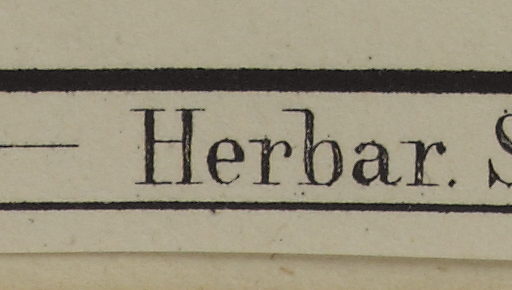 — Herbar. S